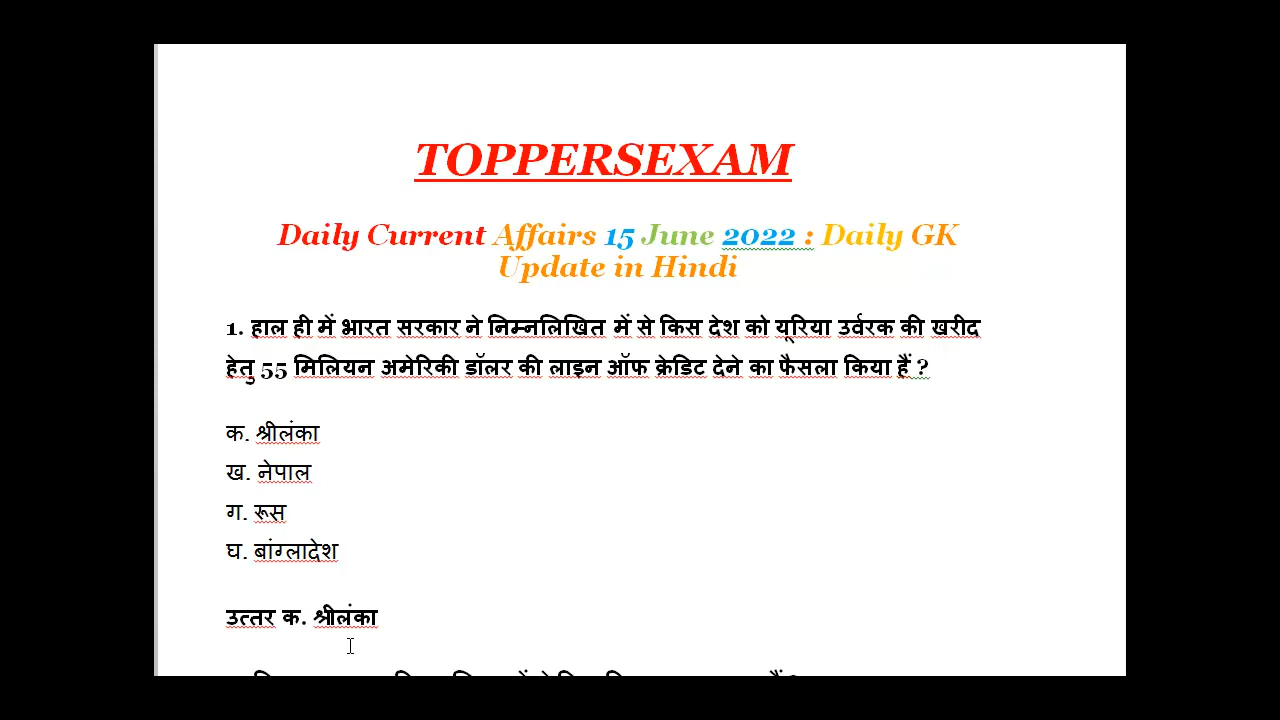 TOPPERSEXAM
Daily Current Affairs 15 June 2022 : Daily GK
Update in Hindi
1. हाल ही में भारत सरकार ने निम्नलिखित में से किस देश को यूरिया उर्वरक की खरीद
हेतु 55 मिलियन अमेरिकी डॉलर की लाइन ऑफ क्रेडिट देने का फैसला किया हैं ?
क. श्रीलंका
ख. नेपाल
ग. रूस
घ. बांग्लादेश
उत्तर क. श्रीलंका